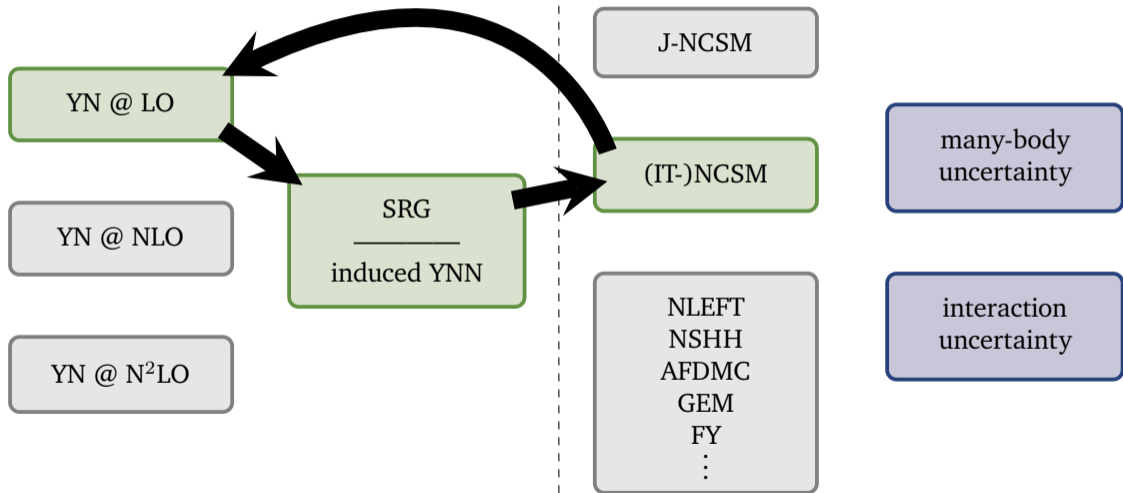 YN @ LO
YN @ NLO
YN @ N²LO
SRG
induced YNN
J-NCSM
(IT-)NCSM
NLEFT
NSHH
AFDMC
GEM
FY
⋮
many-body
uncertainty
interaction
uncertainty